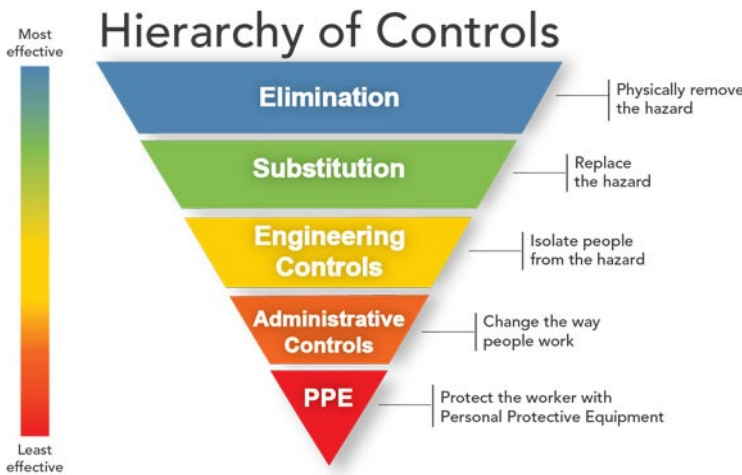 Hierarchy of Controls
Most
effective
Elimination
Physically remove
the hazard
Substitution
Replace
the hazard
Engineering
Controls
Isolate people
from the hazard
Administrative
Controls
Change the way
people work
PPE
Protect the worker with
Personal Protective Equipment
Least
effective